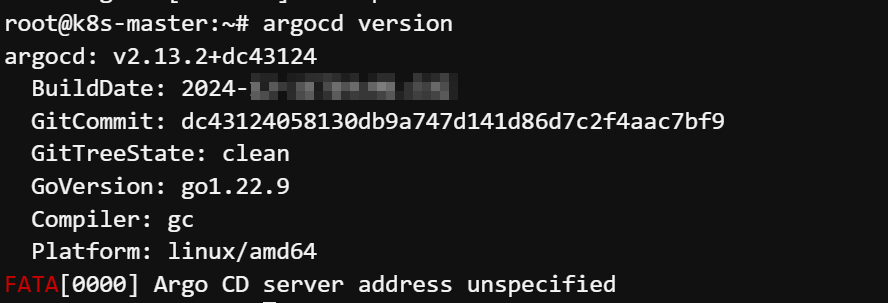 root@k8s-master:~# argocd version
argocd: v2.13.2+dc43124
BuildDate: 2024-
GitCommit: dc43124058130db9a747d141d86d7c2f4aac7bf9
GitTreeState: clean
GoVersion: go1.22.9
Compiler: gc
Platform: linux/amd64
FATA[0000] Argo CD server address unspecified